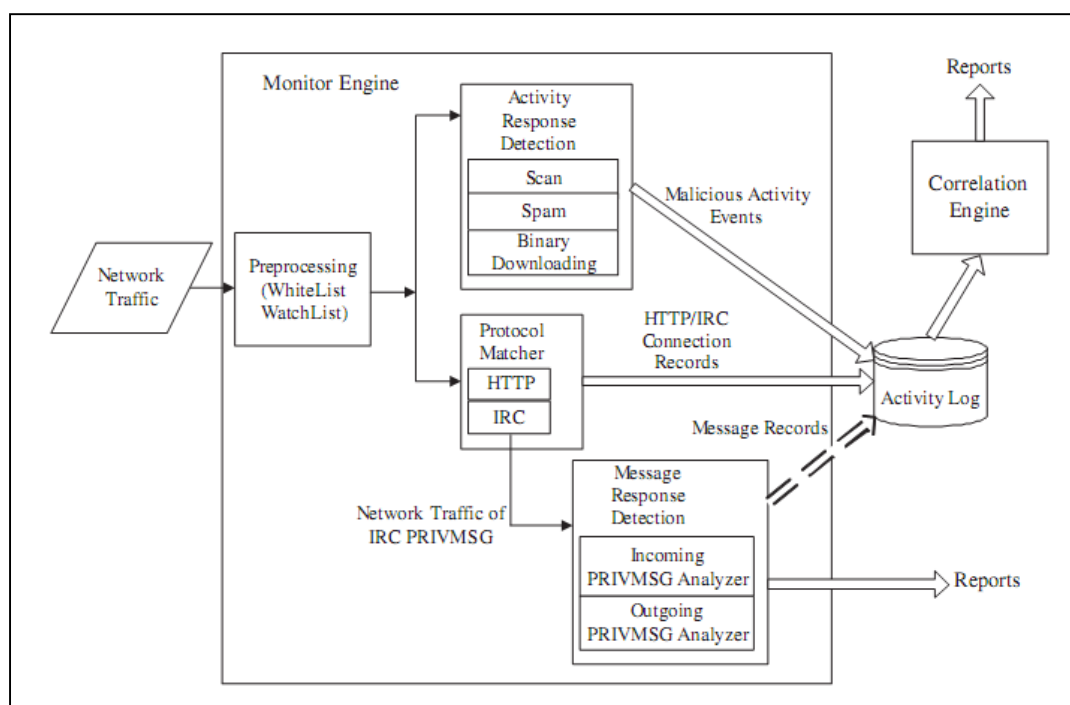 Monitor Engine
Network
Traffic
Preprocessing
(WhiteList
WatchList)
Activity
Response
Detection
Scan
Spam
Binary
Downloading
Protocol
Matcher
HTTP
IRC
Network Traffic of
IRC PRIVMSG
Message
Response
Detection
Incoming
PRIVMSG Analyzer
Outgoing
PRIVMSG Analyzer
Malicious Activity
Events
HTTP/IRC
Connection
Records
Message Records
Activity Log
Correlation
Engine
Reports
Reports